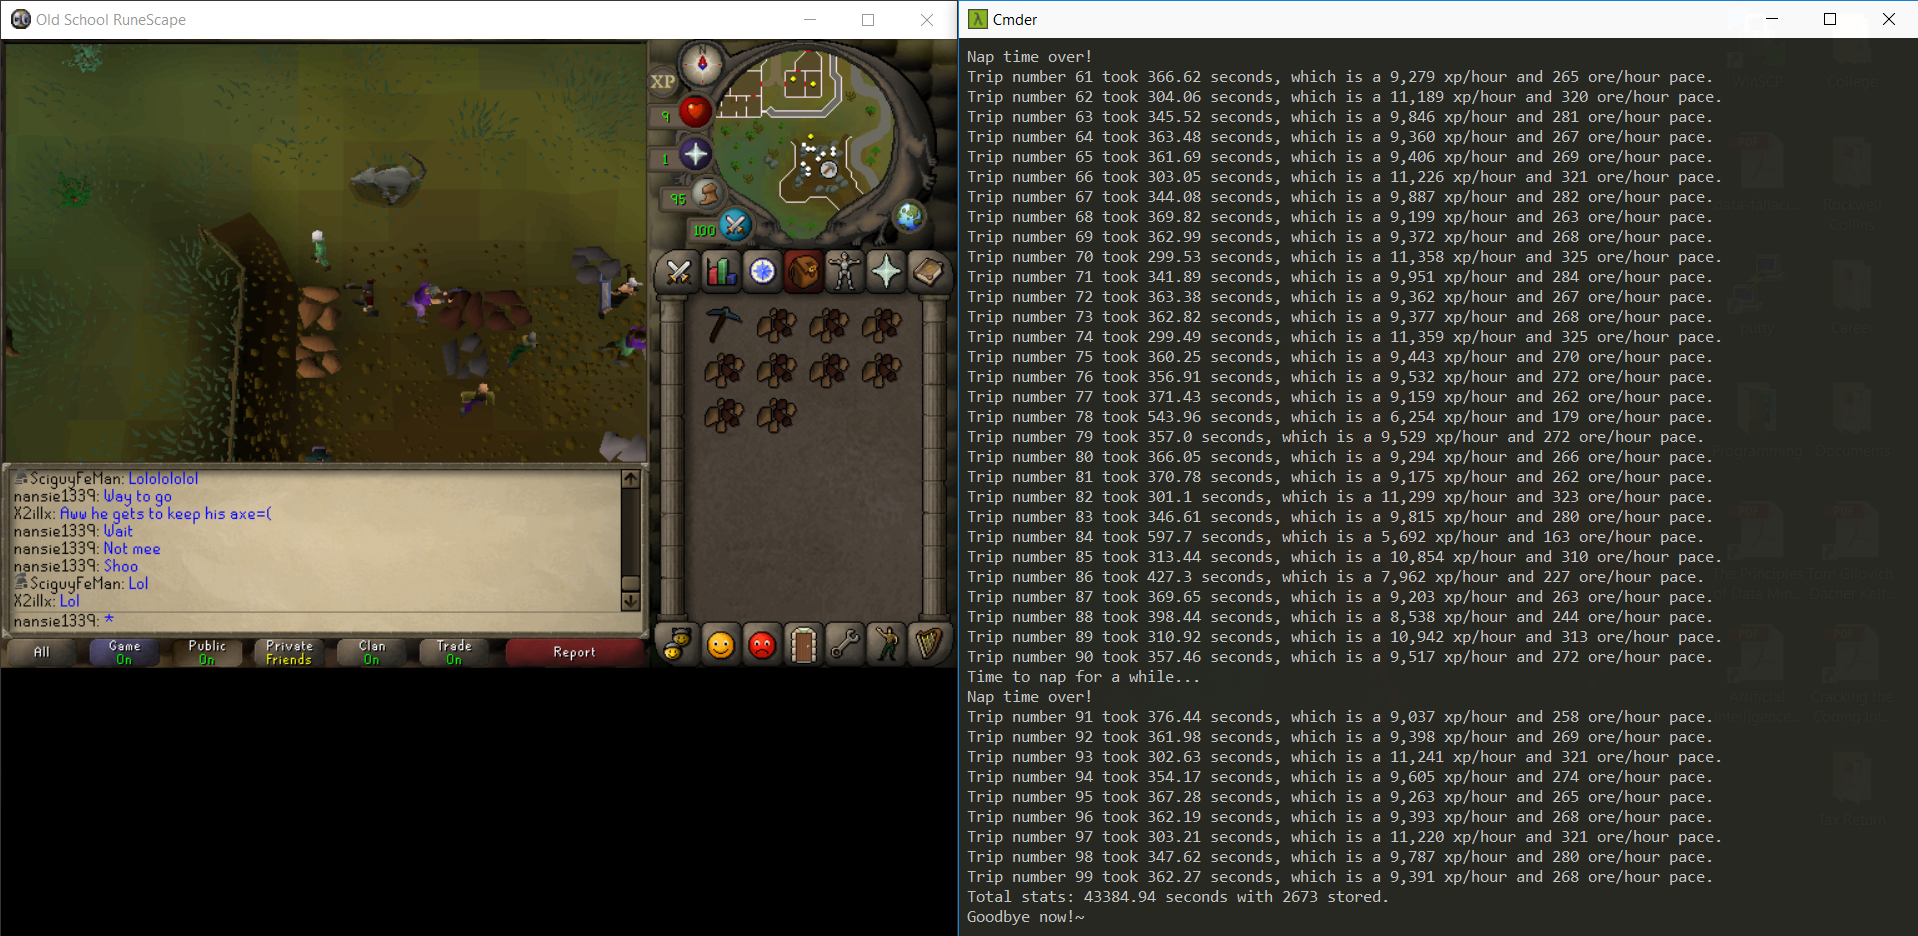 Old School RuneScape
N
XP
9
1
95
100
SciguyFeMan: Lolololololol
nansie1339: Way to go
X2illx: Aww he gets to keep his axe=(
nansie1339: Wait
nansie1339: Not mee
nansie1339: Shoo
SciguyFeMan: Lol
X2illx: Lol
nansie1339: *
All
Game
On
Public
On
Private
Friends
Clan
On
Trade
On
Report
Cmder
Nap time over!
Trip number 61 took 366.62 seconds, which is a 9,279 xp/hour and 265 ore/hour pace.
Trip number 62 took 304.06 seconds, which is a 11,189 xp/hour and 320 ore/hour pace.
Trip number 63 took 345.52 seconds, which is a 9,846 xp/hour and 281 ore/hour pace.
Trip number 64 took 363.48 seconds, which is a 9,360 xp/hour and 267 ore/hour pace.
Trip number 65 took 361.69 seconds, which is a 9,406 xp/hour and 269 ore/hour pace.
Trip number 66 took 303.05 seconds, which is a 11,226 xp/hour and 321 ore/hour pace.
Trip number 67 took 344.08 seconds, which is a 9,887 xp/hour and 282 ore/hour pace.
Trip number 68 took 369.82 seconds, which is a 9,199 xp/hour and 263 ore/hour pace.
Trip number 69 took 362.99 seconds, which is a 9,372 xp/hour and 268 ore/hour pace.
Trip number 70 took 299.53 seconds, which is a 11,358 xp/hour and 325 ore/hour pace.
Trip number 71 took 341.89 seconds, which is a 9,951 xp/hour and 284 ore/hour pace.
Trip number 72 took 363.38 seconds, which is a 9,362 xp/hour and 267 ore/hour pace.
Trip number 73 took 362.82 seconds, which is a 9,377 xp/hour and 268 ore/hour pace.
Trip number 74 took 299.49 seconds, which is a 11,359 xp/hour and 325 ore/hour pace.
Trip number 75 took 360.25 seconds, which is a 9,443 xp/hour and 270 ore/hour pace.
Trip number 76 took 356.91 seconds, which is a 9,532 xp/hour and 272 ore/hour pace.
Trip number 77 took 371.43 seconds, which is a 9,159 xp/hour and 262 ore/hour pace.
Trip number 78 took 543.96 seconds, which is a 6,254 xp/hour and 179 ore/hour pace.
Trip number 79 took 357.0 seconds, which is a 9,529 xp/hour and 272 ore/hour pace.
Trip number 80 took 366.05 seconds, which is a 9,294 xp/hour and 266 ore/hour pace.
Trip number 81 took 370.78 seconds, which is a 9,175 xp/hour and 262 ore/hour pace.
Trip number 82 took 301.1 seconds, which is a 11,299 xp/hour and 323 ore/hour pace.
Trip number 83 took 346.61 seconds, which is a 9,815 xp/hour and 280 ore/hour pace.
Trip number 84 took 597.7 seconds, which is a 5,692 xp/hour and 163 ore/hour pace.
Trip number 85 took 313.44 seconds, which is a 10,854 xp/hour and 310 ore/hour pace.
Trip number 86 took 427.3 seconds, which is a 7,962 xp/hour and 227 ore/hour pace.
Trip number 87 took 369.65 seconds, which is a 9,203 xp/hour and 263 ore/hour pace.
Trip number 88 took 398.44 seconds, which is a 8,538 xp/hour and 244 ore/hour pace.
Trip number 89 took 310.92 seconds, which is a 10,942 xp/hour and 313 ore/hour pace.
Trip number 90 took 357.46 seconds, which is a 9,517 xp/hour and 272 ore/hour pace.
Time to nap for a while...
Nap time over!
Trip number 91 took 376.44 seconds, which is a 9,037 xp/hour and 258 ore/hour pace.
Trip number 92 took 361.98 seconds, which is a 9,398 xp/hour and 269 ore/hour pace.
Trip number 93 took 302.63 seconds, which is a 11,241 xp/hour and 321 ore/hour pace.
Trip number 94 took 354.17 seconds, which is a 9,605 xp/hour and 274 ore/hour pace.
Trip number 95 took 367.28 seconds, which is a 9,263 xp/hour and 265 ore/hour pace.
Trip number 96 took 362.19 seconds, which is a 9,393 xp/hour and 268 ore/hour pace.
Trip number 97 took 303.21 seconds, which is a 11,220 xp/hour and 321 ore/hour pace.
Trip number 98 took 347.62 seconds, which is a 9,787 xp/hour and 280 ore/hour pace.
Trip number 99 took 362.27 seconds, which is a 9,391 xp/hour and 268 ore/hour pace.
Total stats: 43384.94 seconds with 2673 stored.
Goodbye now!~
WinSCP
College
Rockwell
Collins
putty
Career
Programming
Documents
Tax Return